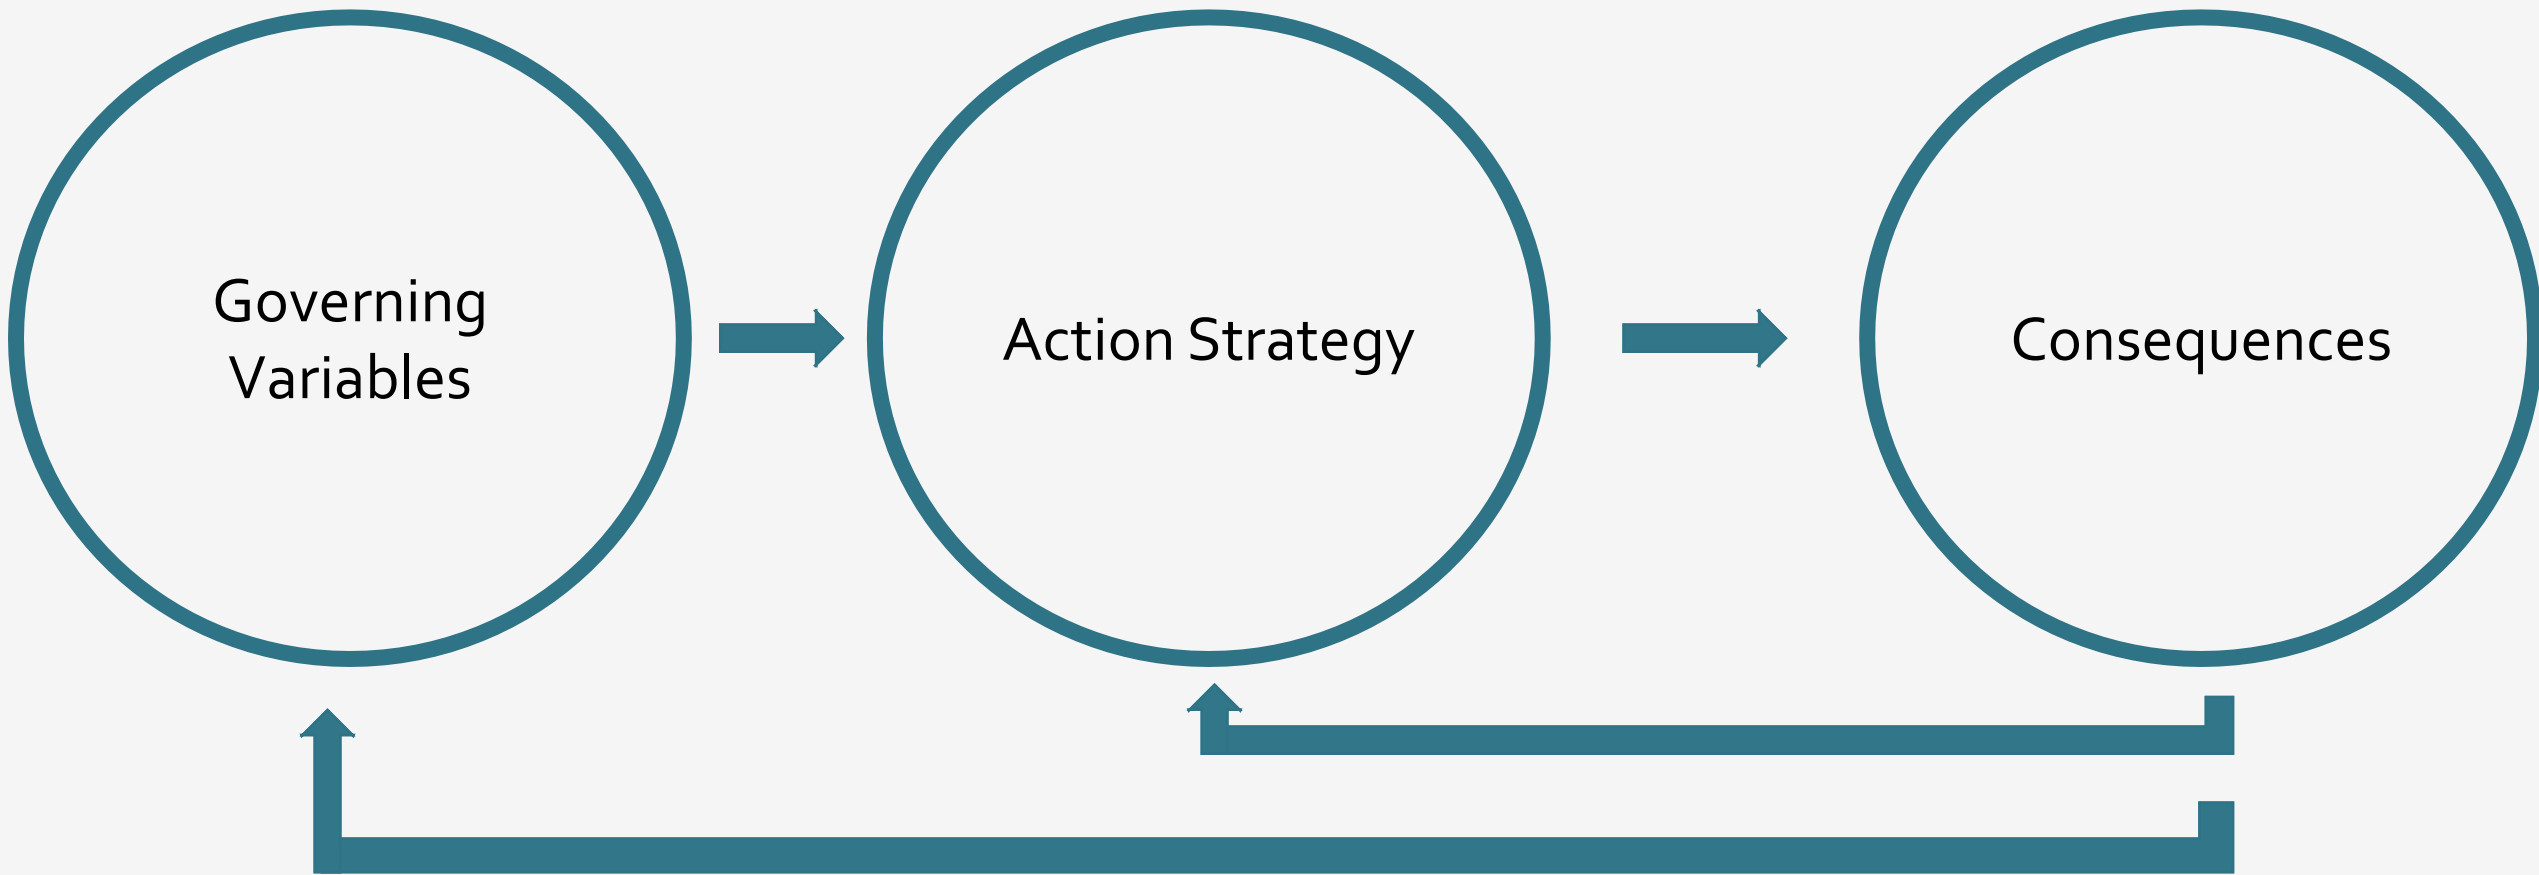 Governing
Variables
Action Strategy
Consequences